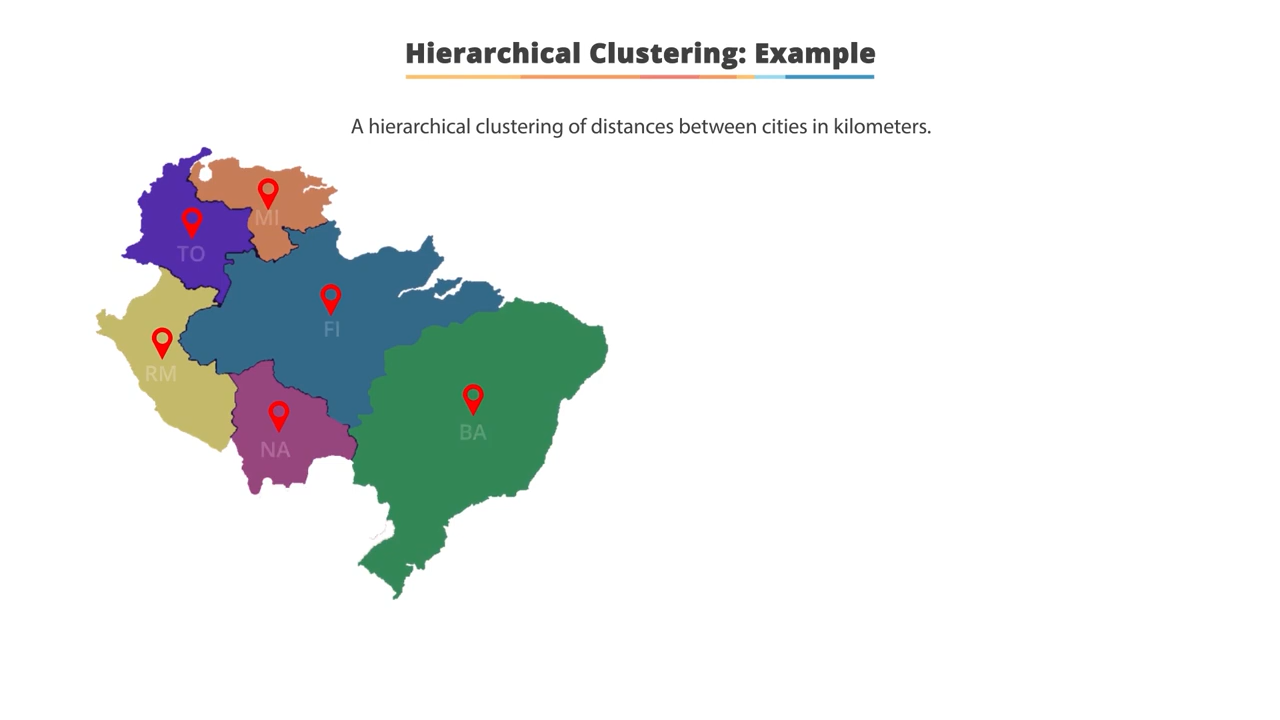 Hierarchical Clustering: Example
A hierarchical clustering of distances between cities in kilometers.
MI
TO
FI
RM
BA
NA